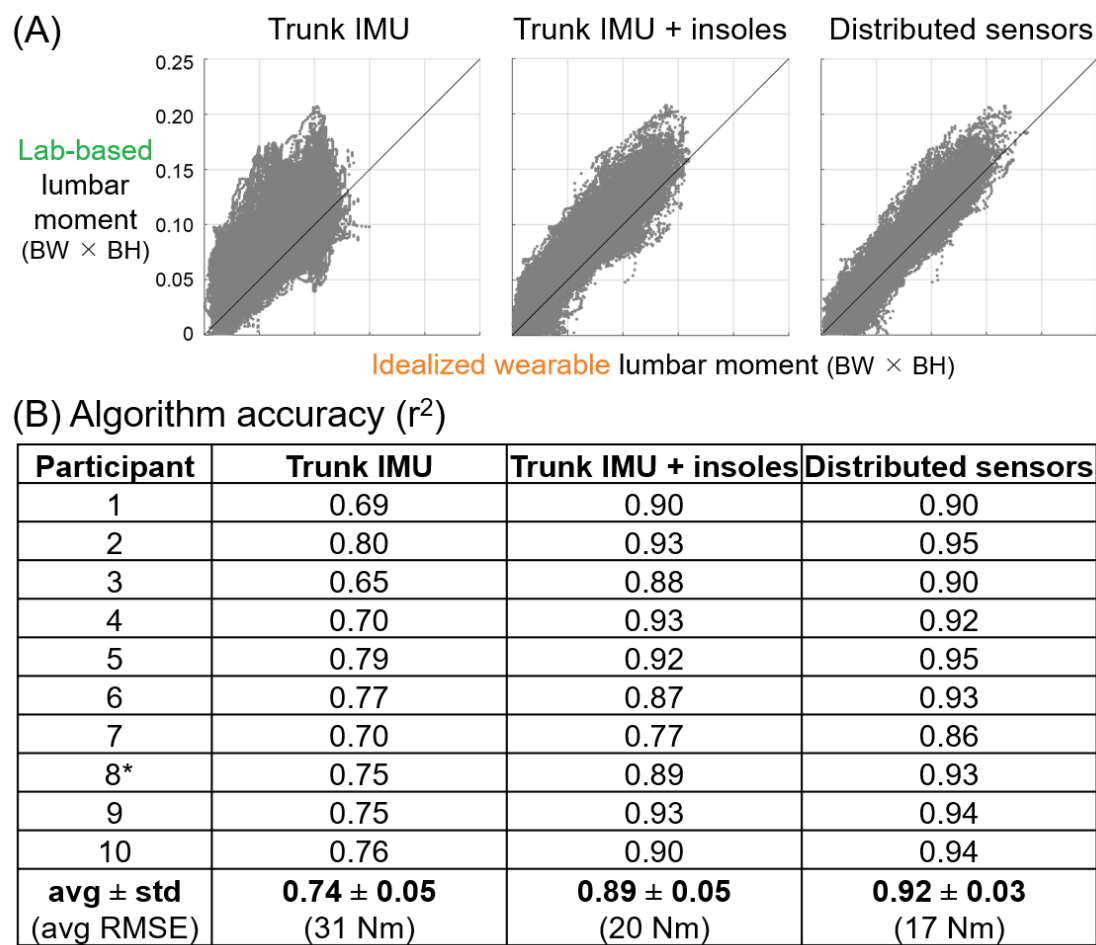 (A)
Trunk IMU
Trunk IMU + insoles
Distributed sensors
0.25
0.20
0.15
0.10
0.05
0
Lab-based
lumbar
moment
(BW × BH)
Idealized wearable lumbar moment (BW × BH)
(B) Algorithm accuracy (r²)
Participant Trunk IMU Trunk IMU + insoles Distributed sensors
1 0.69 0.90 0.90
2 0.80 0.93 0.95
3 0.65 0.88 0.90
4 0.70 0.93 0.92
5 0.79 0.92 0.95
6 0.77 0.87 0.93
7 0.70 0.77 0.86
8* 0.75 0.89 0.93
9 0.75 0.93 0.94
10 0.76 0.90 0.94
avg ± std 0.74 ± 0.05 0.89 ± 0.05 0.92 ± 0.03
(avg RMSE) (31 Nm) (20 Nm) (17 Nm)